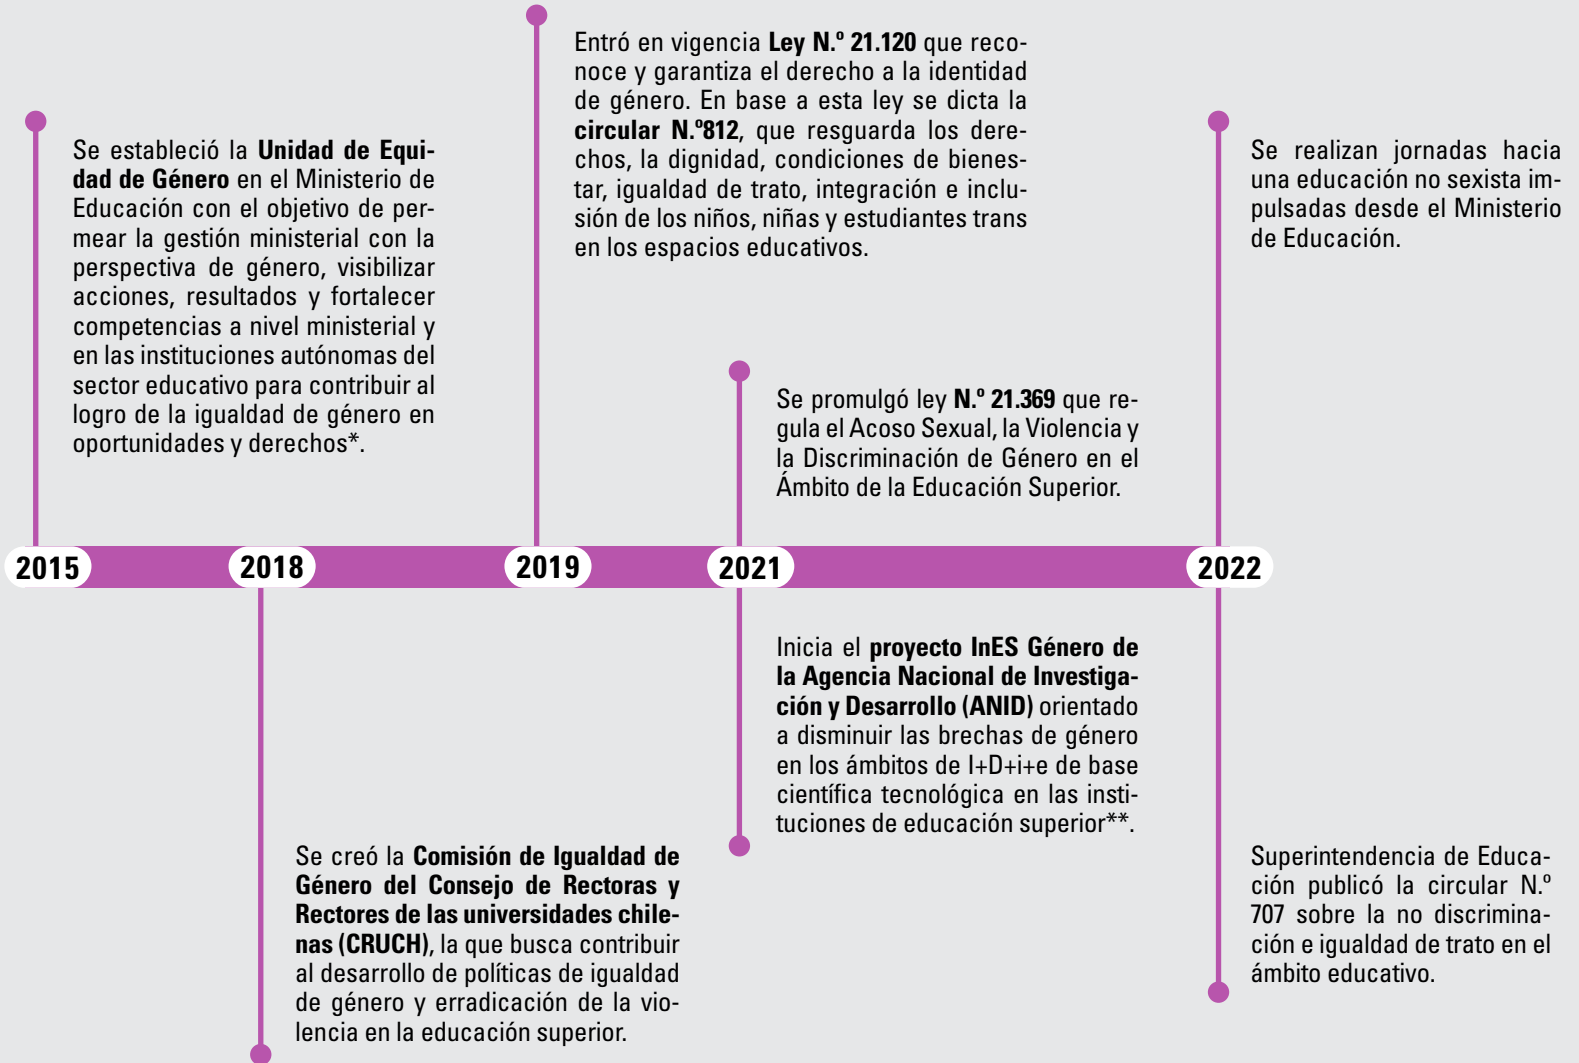 Se estableció la Unidad de Equi-
dad de Género en el Ministerio de
Educación con el objetivo de per-
mear la gestión ministerial con la
perspectiva de género, visibilizar
acciones, resultados y fortalecer
competencias a nivel ministerial y
en las instituciones autónomas del
sector educativo para contribuir al
logro de la igualdad de género en
oportunidades y derechos*.
Entró en vigencia Ley N.º 21.120 que reco-
noce y garantiza el derecho a la identidad
de género. En base a esta ley se dicta la
circular N.º812, que resguarda los dere-
chos, la dignidad, condiciones de bienes-
tar, igualdad de trato, integración e inclu-
sión de los niños, niñas y estudiantes trans
en los espacios educativos.
Se promulgó ley N.º 21.369 que re-
gula el Acoso Sexual, la Violencia y
la Discriminación de Género en el
Ámbito de la Educación Superior.
Se realizan jornadas hacia
una educación no sexista im-
pulsadas desde el Ministerio
de Educación.
2015
2018
2019
2021
2022
Se creó la Comisión de Igualdad de
Género del Consejo de Rectoras y
Rectores de las universidades chile-
nas (CRUCH), la que busca contribuir
al desarrollo de políticas de igualdad
de género y erradicación de la vio-
lencia en la educación superior.
Inicia el proyecto InES Género de
la Agencia Nacional de Investiga-
ción y Desarrollo (ANID) orientado
a disminuir las brechas de género
en los ámbitos de I+D+i+e de base
científica tecnológica en las insti-
tuciones de educación superior**.
Superintendencia de Educa-
ción publicó la circular N.º
707 sobre la no discrimina-
ción e igualdad de trato en el
ámbito educativo.